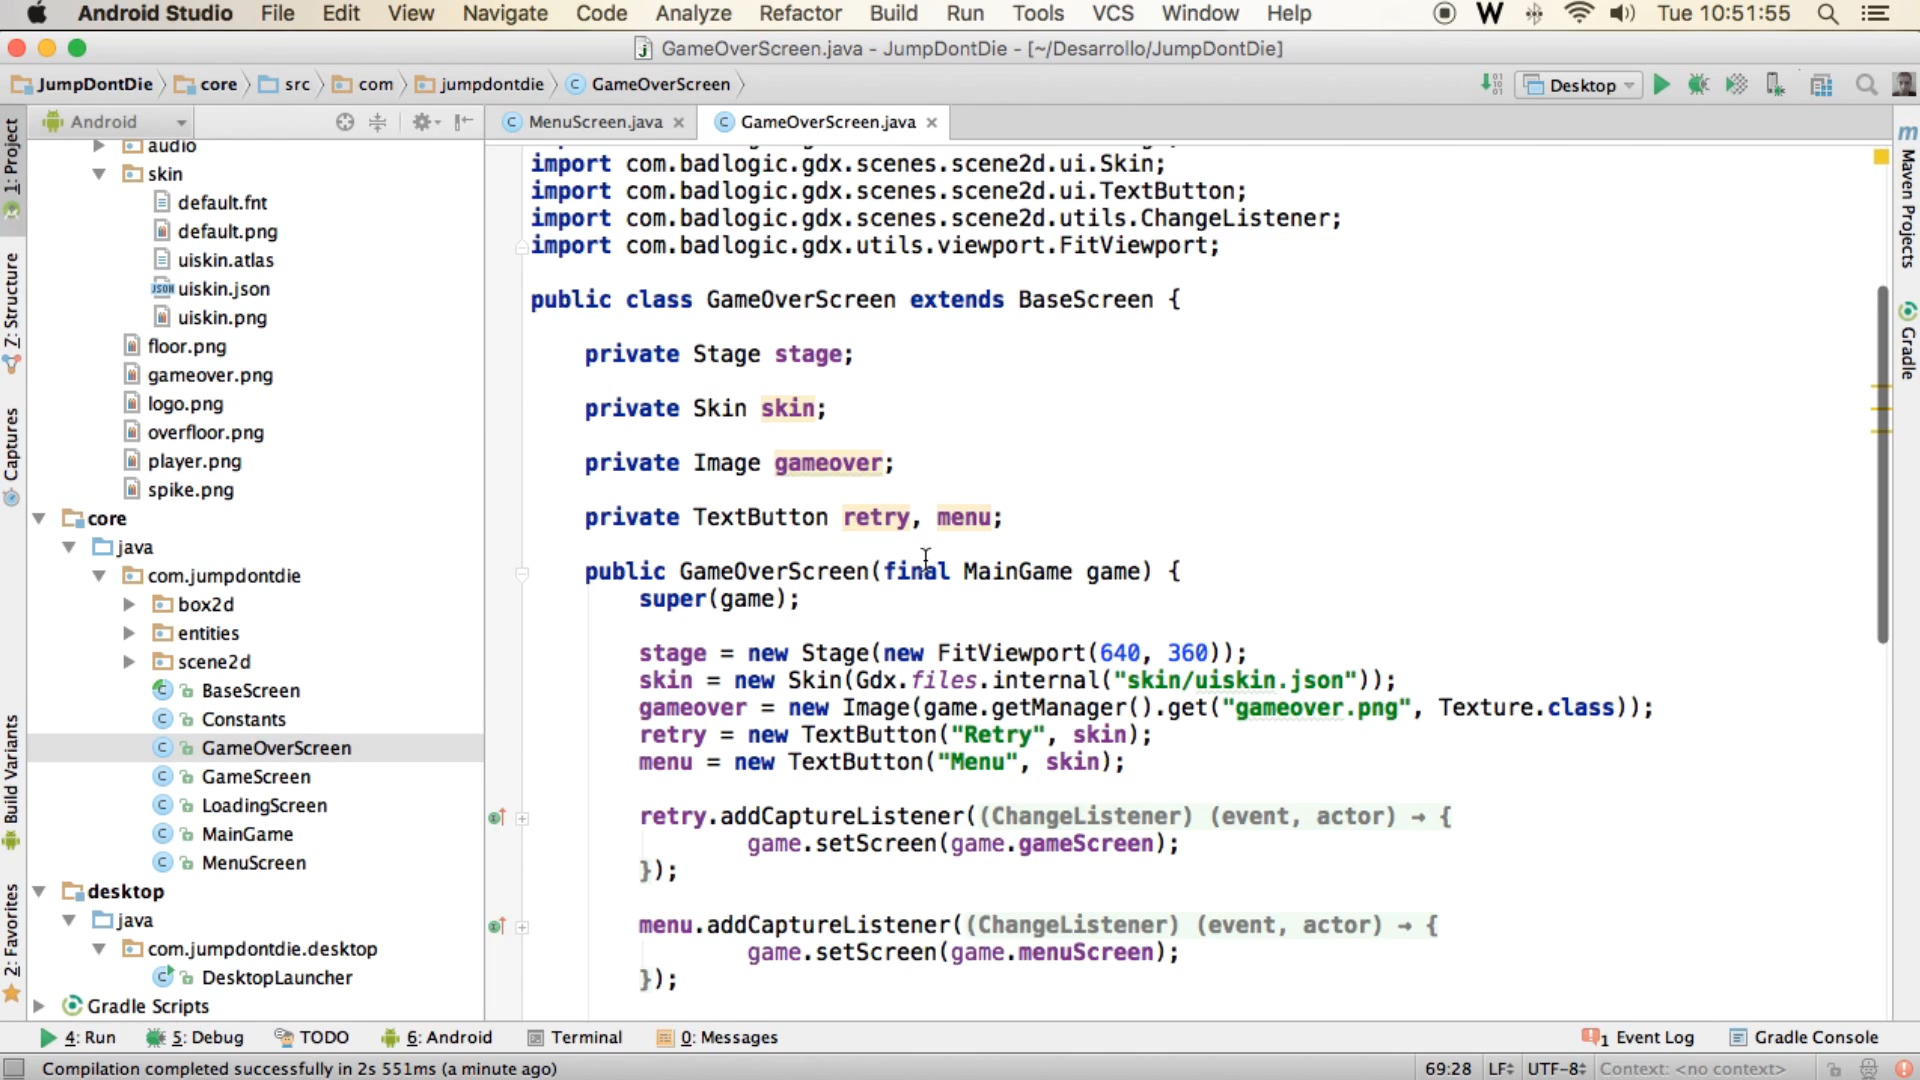 Android Studio File Edit View Navigate Code Analyze Refactor Build Run Tools VCS Window Help W Tue 10:51:55
GameOverScreen.java - JumpDontDie - [~/Desarrollo/JumpDontDie]
JumpDontDie core src com jumpdontdie GameOverScreen Desktop
Android
MenuScreen.java GameOverScreen.java
1: Project
Z: Structure
Captures
Build Variants
2: Favorites
audio
skin
default.fnt
default.png
uiskin.atlas
JSON uiskin.json
uiskin.png
floor.png
gameover.png
logo.png
overfloor.png
player.png
spike.png
core
java
com.jumpdontdie
box2d
entities
scene2d
BaseScreen
Constants
GameOverScreen
GameScreen
LoadingScreen
MainGame
MenuScreen
desktop
java
com.jumpdontdie.desktop
DesktopLauncher
Gradle Scripts
import com.badlogic.gdx.scenes.scene2d.ui.Skin;
import com.badlogic.gdx.scenes.scene2d.ui.TextButton;
import com.badlogic.gdx.scenes.scene2d.utils.ChangeListener;
import com.badlogic.gdx.utils.viewport.FitViewport;
public class GameOverScreen extends BaseScreen {
private Stage stage;
private Skin skin;
private Image gameover;
private TextButton retry, menu;
public GameOverScreen(final MainGame game) {
super(game);
stage = new Stage(new FitViewport(640, 360));
skin = new Skin(Gdx.files.internal("skin/uiskin.json"));
gameover = new Image(game.getManager().get("gameover.png", Texture.class));
retry = new TextButton("Retry", skin);
menu = new TextButton("Menu", skin);
retry.addCaptureListener((ChangeListener) (event, actor) → {
game.setScreen(game.gameScreen);
});
menu.addCaptureListener((ChangeListener) (event, actor) → {
game.setScreen(game.menuScreen);
});
m Maven Projects
Gradle
4: Run 5: Debug TODO 6: Android Terminal 0: Messages 1 Event Log Gradle Console
Compilation completed successfully in 2s 551ms (a minute ago) 69:28 LF÷ UTF-8÷ Context: <no context>